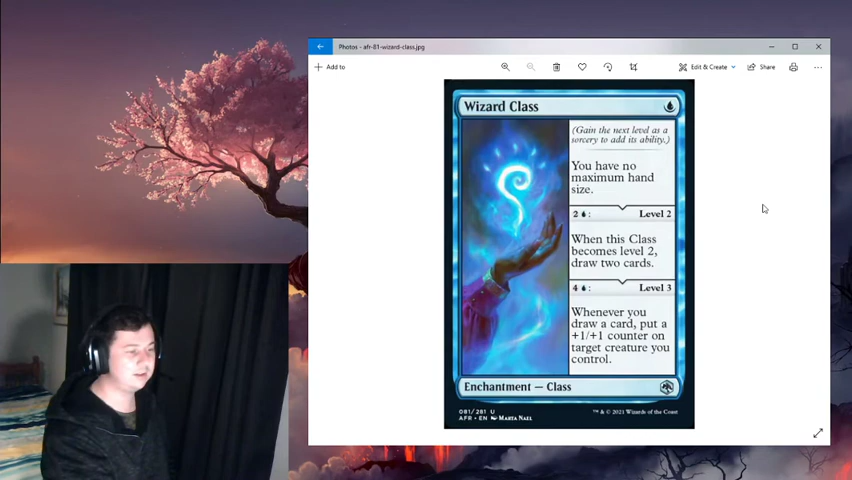 Photos - afr-81-wizard-class.jpg
Add to
Edit & Create
Share
Wizard Class
(Gain the next level as a
sorcery to add its ability.)
You have no
maximum hand
size.
2 : Level 2
When this Class
becomes level 2,
draw two cards.
4 : Level 3
Whenever you
draw a card, put a
+1/+1 counter on
target creature you
control.
Enchantment — Class
081/281 U
AFR • EN Marta Nael
™ & © 2021 Wizards of the Coast